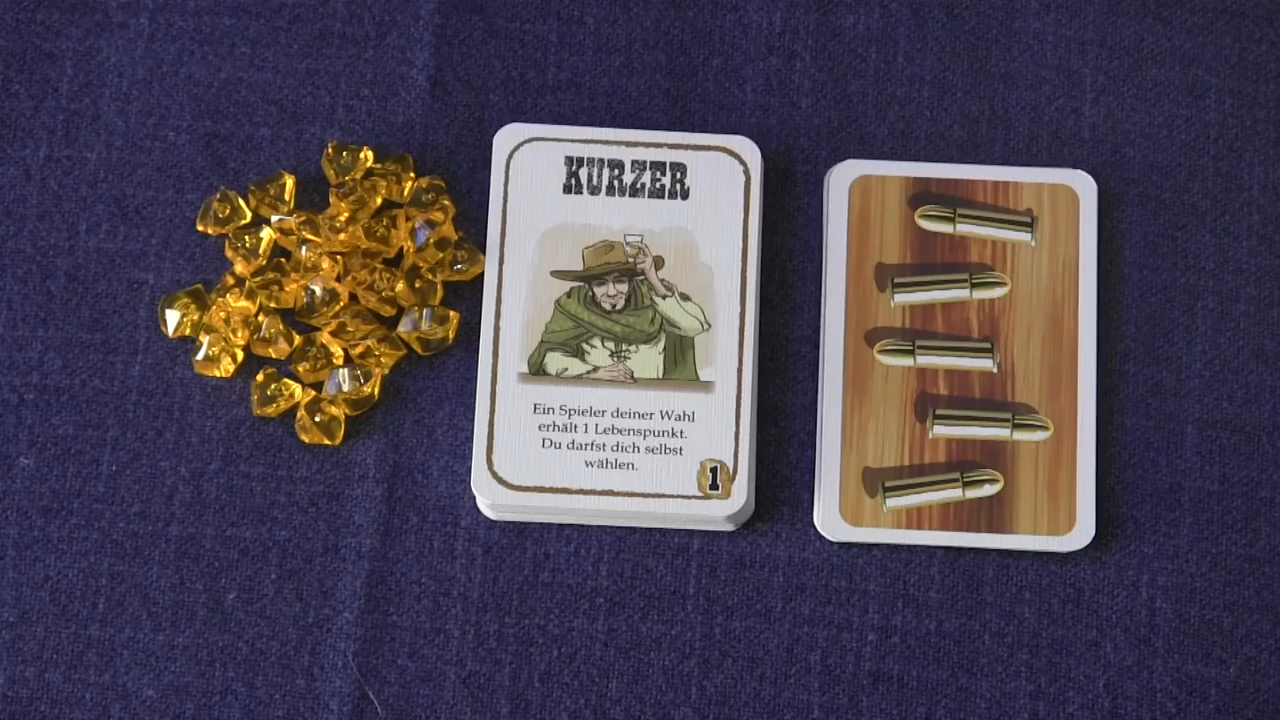 KURZER
Ein Spieler deiner Wahl
erhält 1 Lebenspunkt.
Du darfst dich selbst
wählen.
1